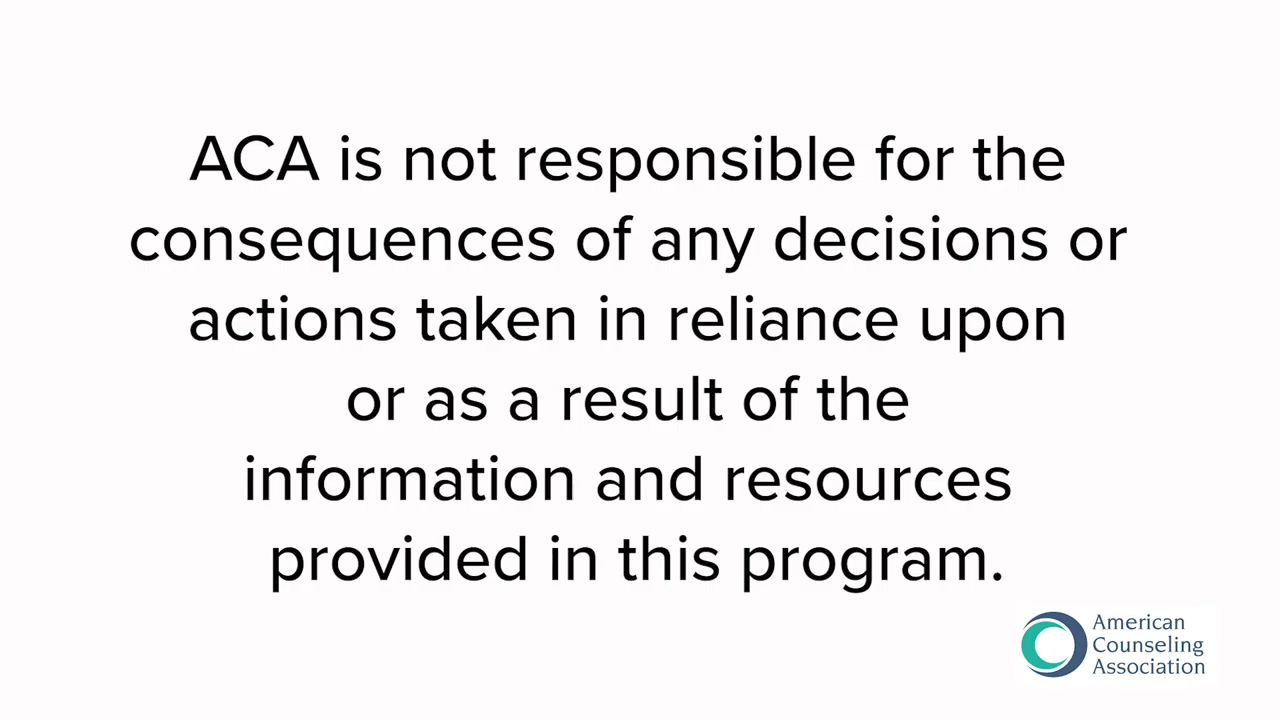 ACA is not responsible for the
consequences of any decisions or
actions taken in reliance upon
or as a result of the
information and resources
provided in this program.
American
Counseling
Association